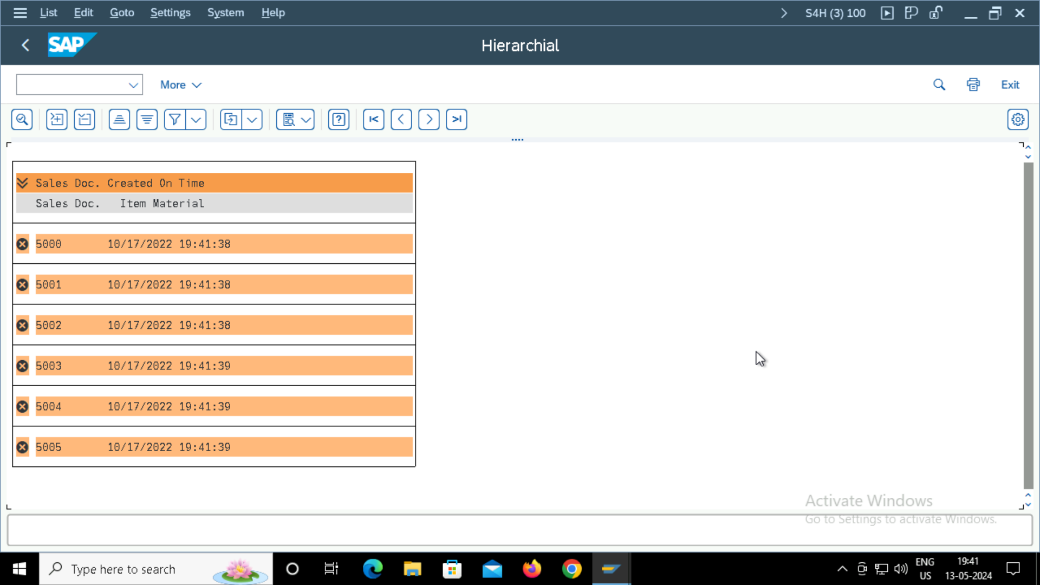 List Edit Goto Settings System Help S4H (3) 100
SAP Hierarchial
More Exit
Sales Doc. Created On Time
Sales Doc. Item Material
5000 10/17/2022 19:41:38
5001 10/17/2022 19:41:38
5002 10/17/2022 19:41:38
5003 10/17/2022 19:41:39
5004 10/17/2022 19:41:39
5005 10/17/2022 19:41:39
Activate Windows
Go to Settings to activate Windows.
Type here to search
ENG
US
19:41
13-05-2024